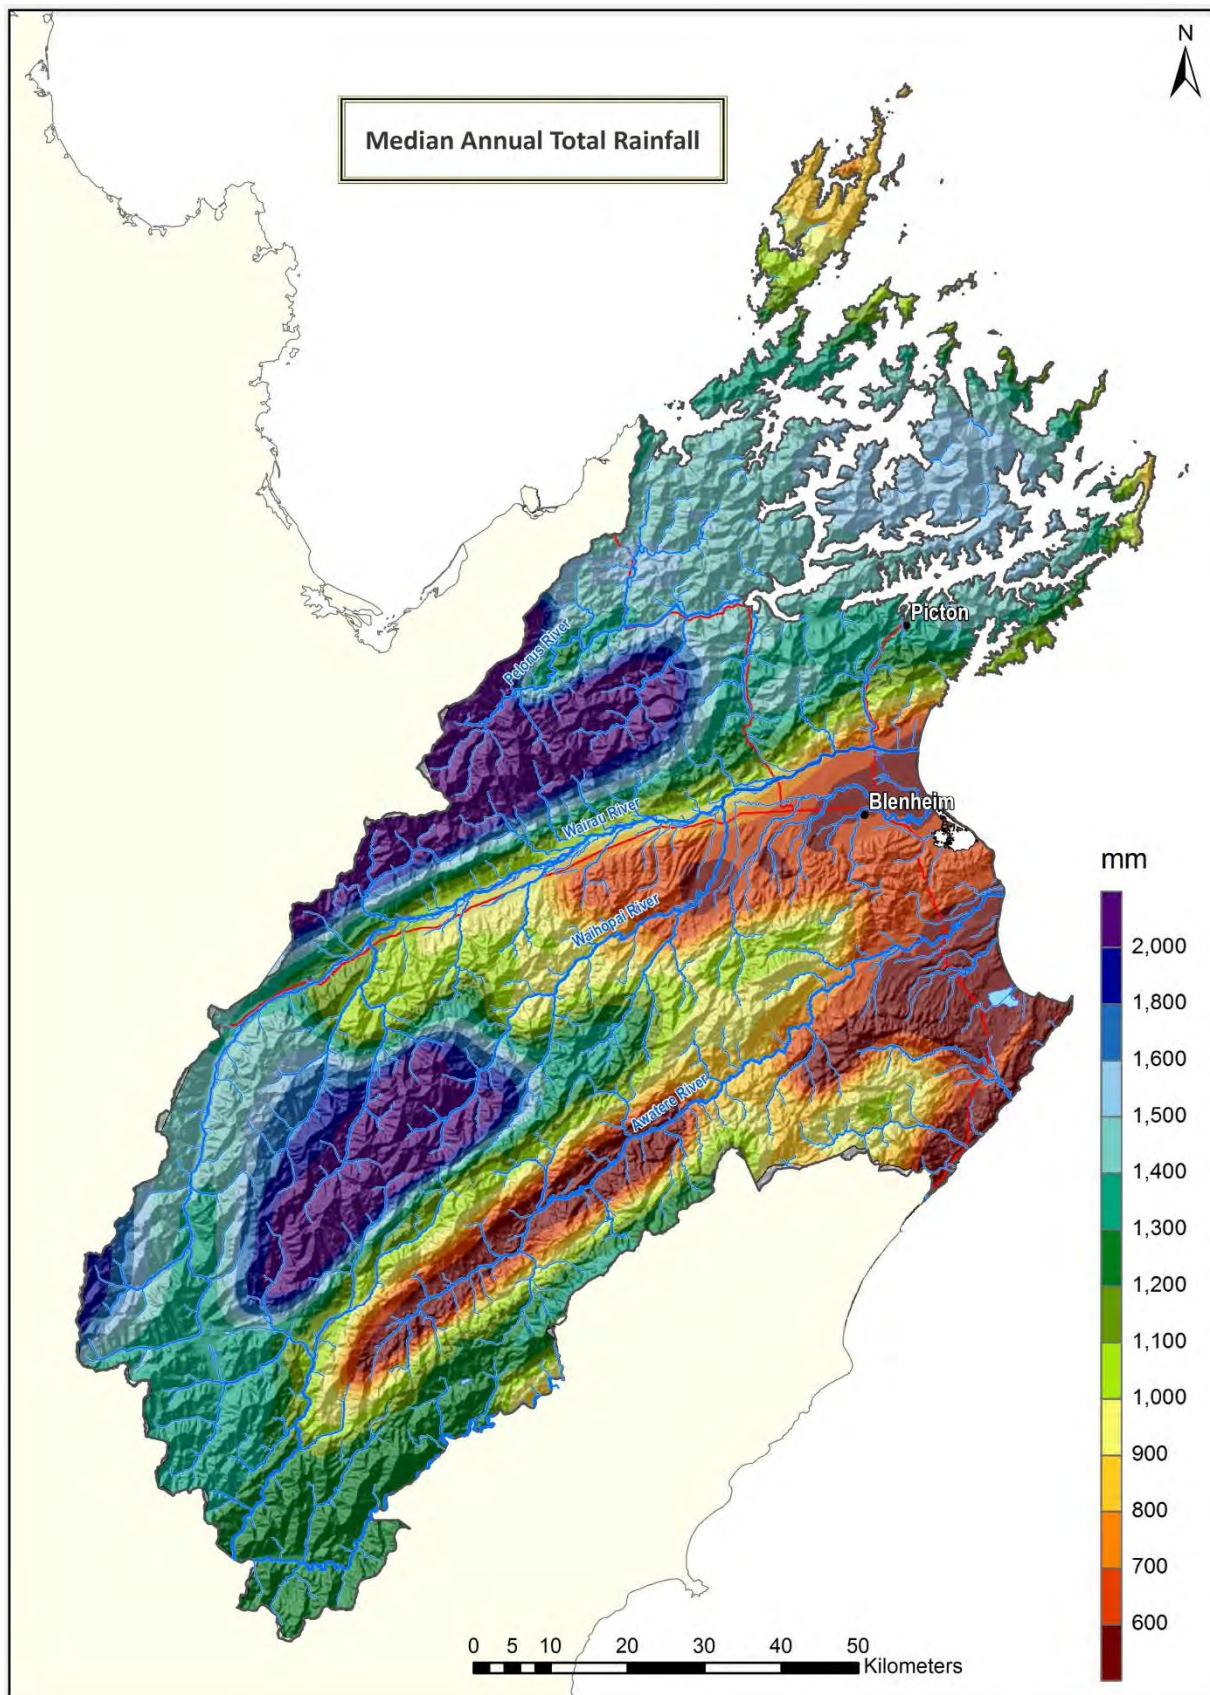 N
Median Annual Total Rainfall
Picton
Pelorus River
Blenheim
Wairau River
mm
Waihopai River
2,000
1,800
1,600
Awatere River
1,500
1,400
1,300
1,200
1,100
1,000
900
800
700
600
0 5 10 20 30 40 50
Kilometers